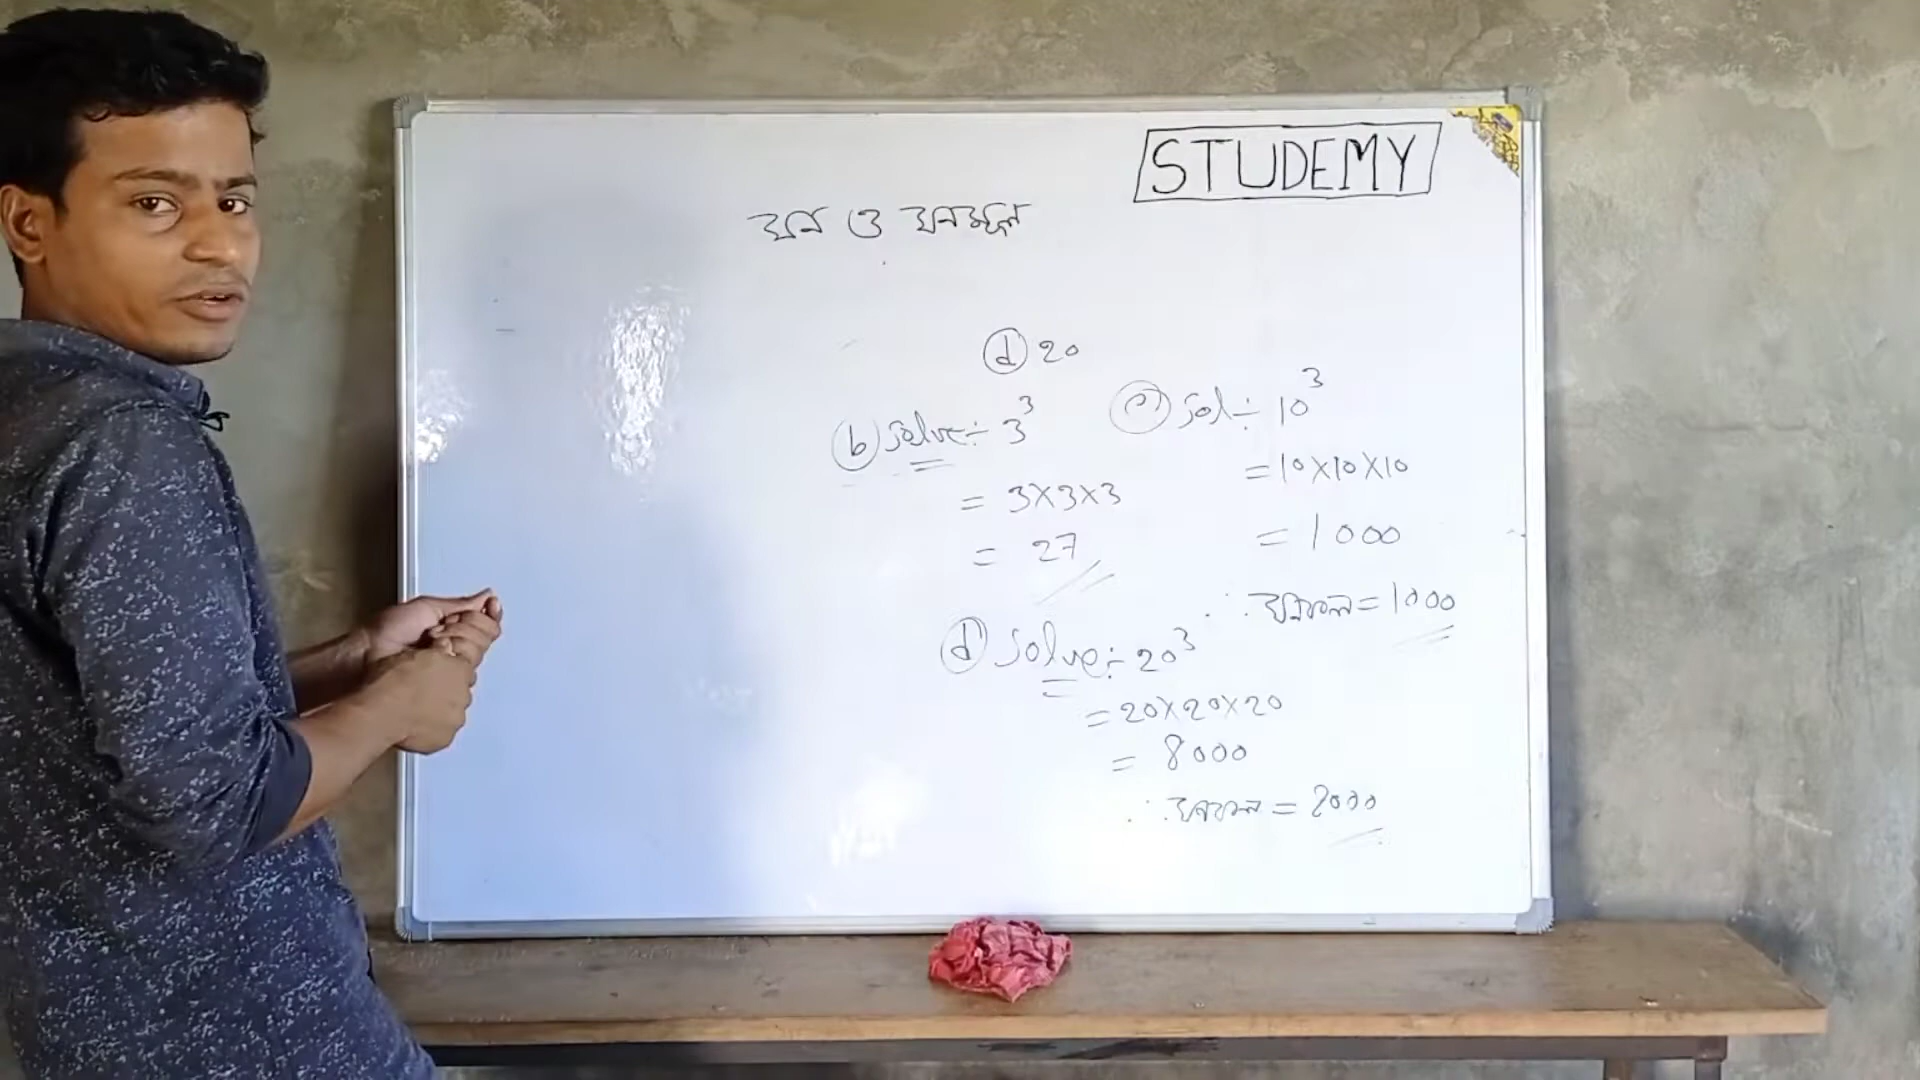 STUDEMY
ঘন ও ঘনমূল
ⓓ 20
ⓑ Solve:- 3³
= 3×3×3
= 27
ⓒ Sol:- 10³
= 10×10×10
= 1000
∴ ঘনফল = 1000
ⓓ Solve:- 20³
= 20×20×20
= 8000
∴ ঘনফল = 8000